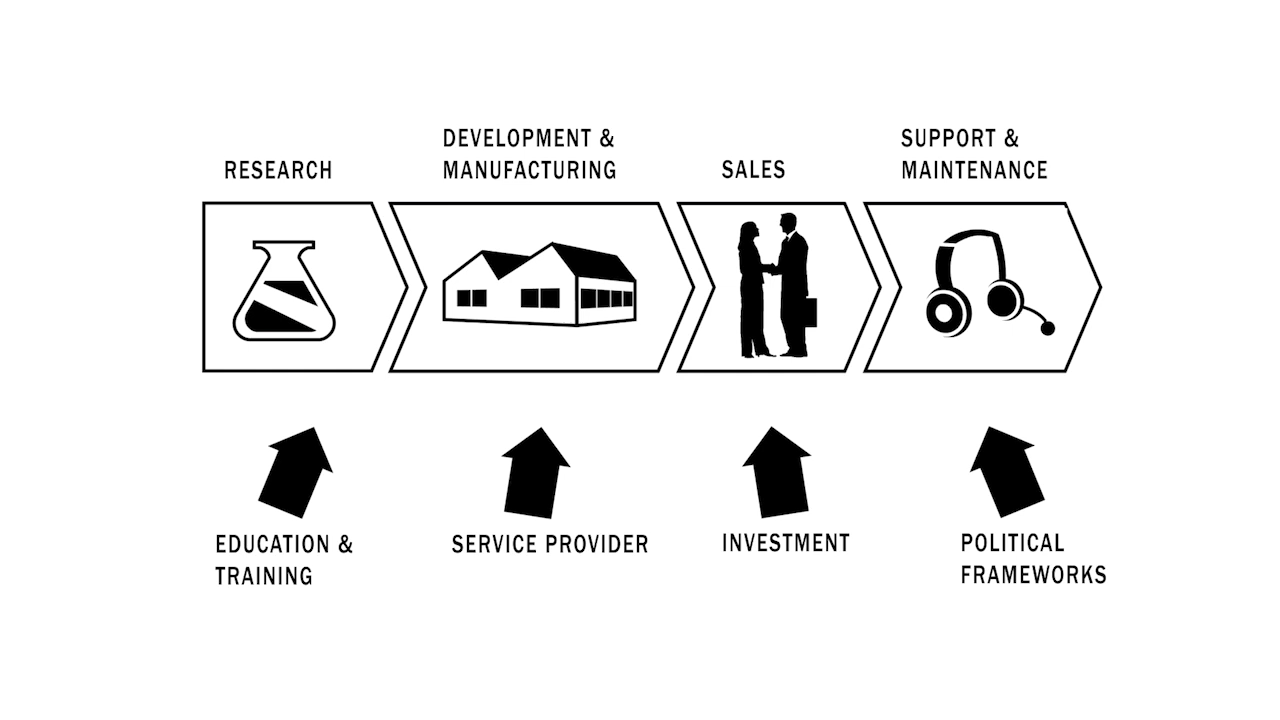 RESEARCH
DEVELOPMENT &
MANUFACTURING
SALES
SUPPORT &
MAINTENANCE
EDUCATION &
TRAINING
SERVICE PROVIDER
INVESTMENT
POLITICAL
FRAMEWORKS